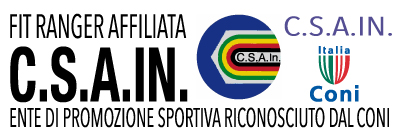 FIT RANGER AFFILIATA
C.S.A.IN.
ENTE DI PROMOZIONE SPORTIVA RICONOSCIUTO DAL CONI
C.S.A.In.
C.S.A.IN.
Italia
Coni